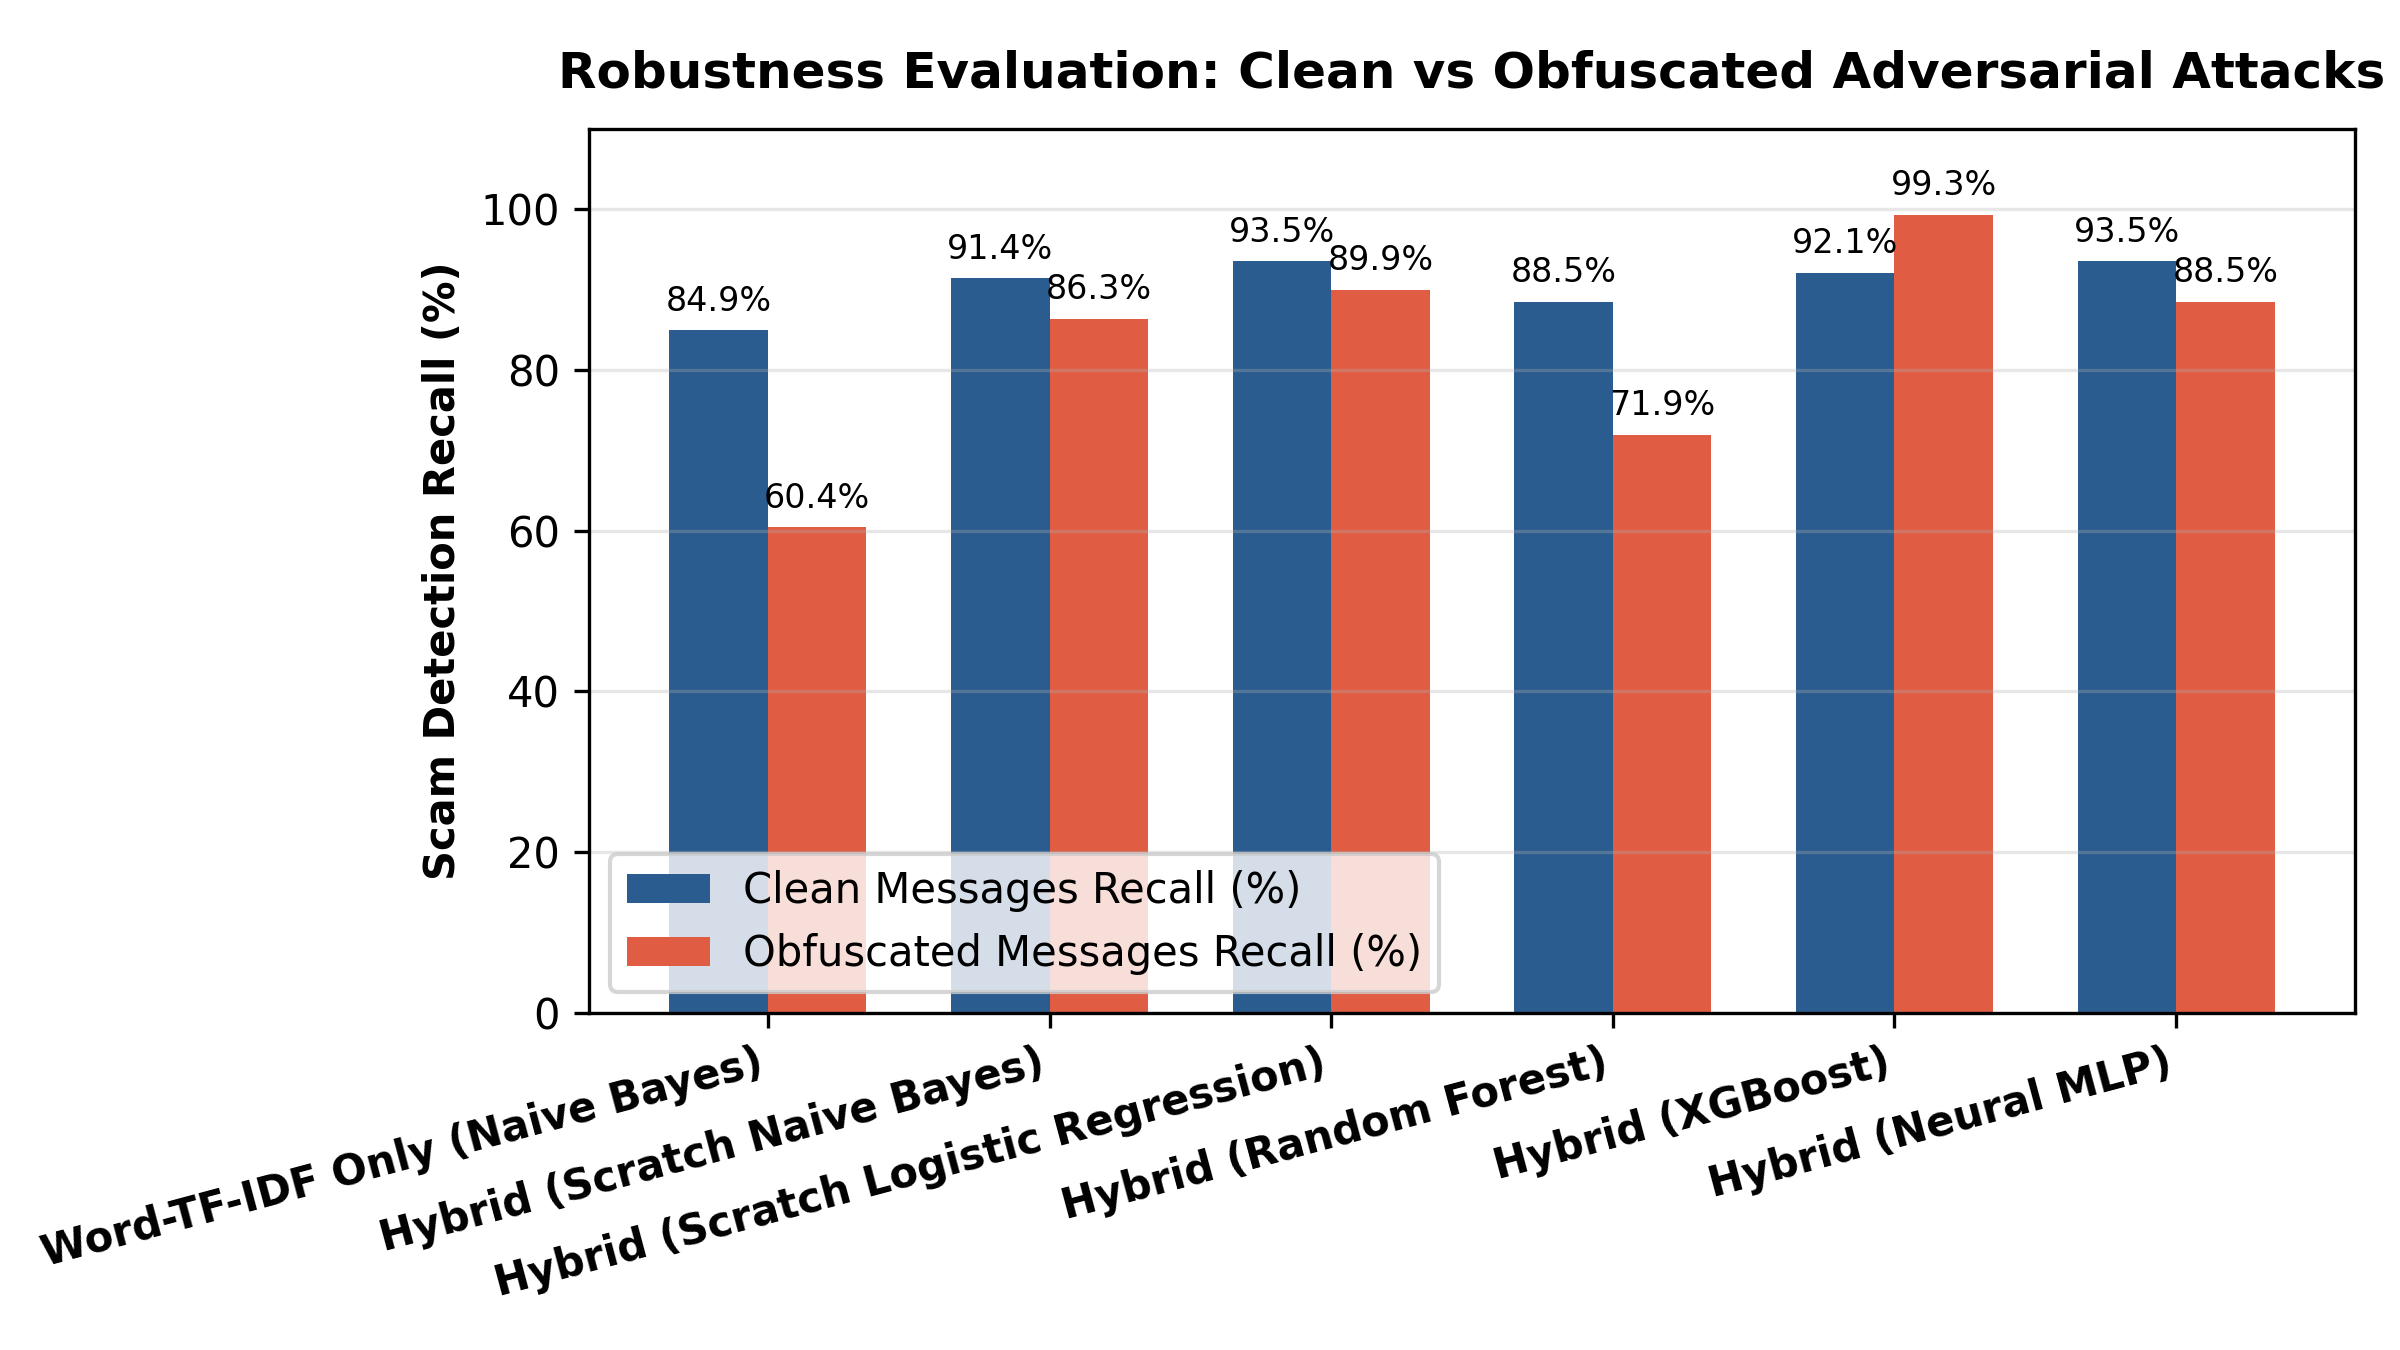 Robustness Evaluation: Clean vs Obfuscated Adversarial Attacks
Scam Detection Recall (%)
100
80
60
40
20
0
84.9%
60.4%
91.4%
86.3%
93.5%
89.9%
88.5%
71.9%
92.1%
99.3%
93.5%
88.5%
Clean Messages Recall (%)
Obfuscated Messages Recall (%)
Word-TF-IDF Only (Naive Bayes)
Hybrid (Scratch Naive Bayes)
Hybrid (Scratch Logistic Regression)
Hybrid (Random Forest)
Hybrid (XGBoost)
Hybrid (Neural MLP)